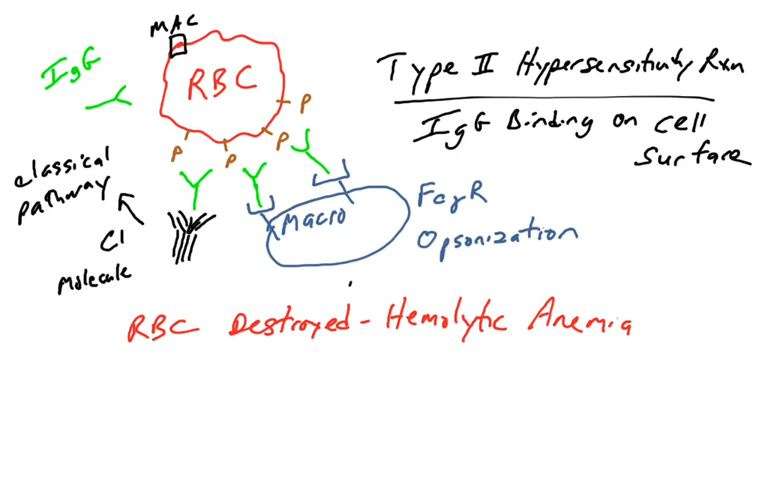 MAC
IgG
RBC
P
P
P
P
Type II Hypersensitivity Rxn
IgG Binding on cell
surface
classical
pathway
C1
Molecule
Macro
FcγR
Opsonization
RBC Destroyed - Hemolytic Anemia